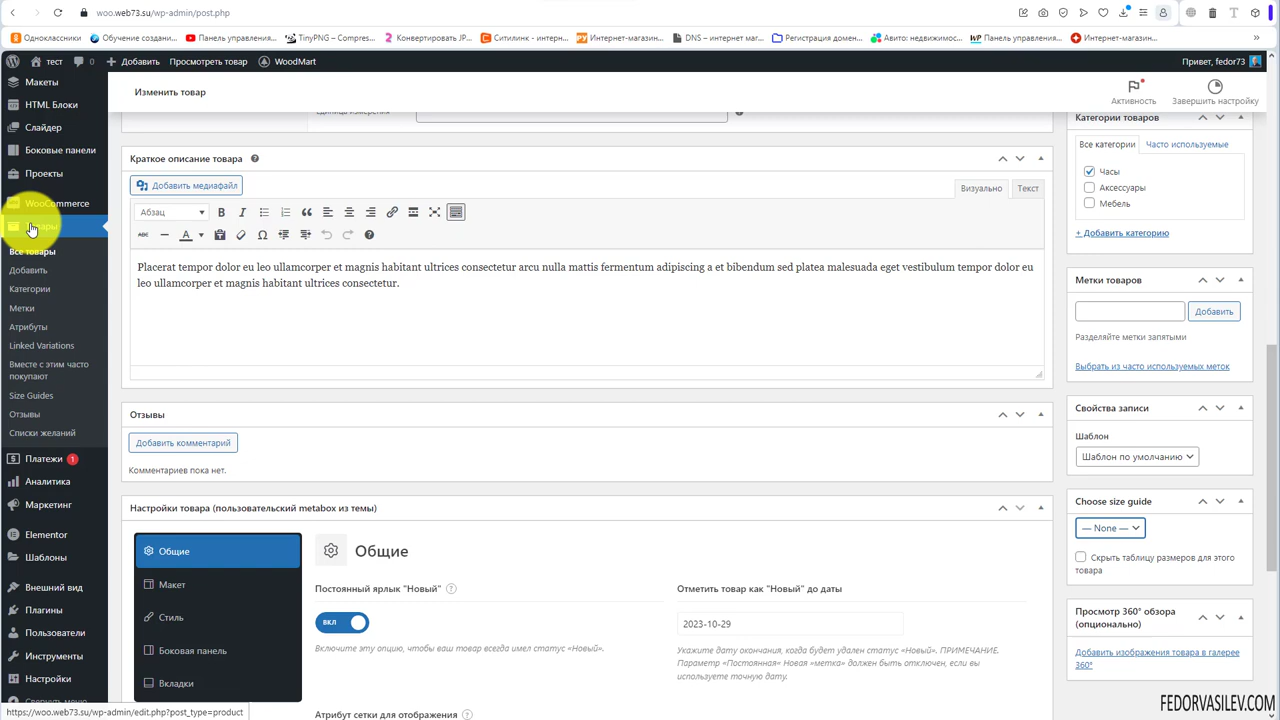 woo.web73.su/wp-admin/post.php
Одноклассники
Обучение создани...
Панель управления...
TinyPNG – Compres...
Конвертировать JP...
Ситилинк - интерн...
Интернет-магазин...
DNS – интернет маг...
Регистрация домен...
Авито: недвижимос...
Панель управления...
Интернет-магазин...
тест
0
Добавить
Просмотреть товар
WoodMart
Привет, fedor73
Макеты
HTML Блоки
Слайдер
Боковые панели
Проекты
WooCommerce
Все товары
Добавить
Категории
Метки
Атрибуты
Linked Variations
Вместе с этим часто
покупают
Size Guides
Отзывы
Списки желаний
Платежи 1
Аналитика
Маркетинг
Elementor
Шаблоны
Внешний вид
Плагины
Пользователи
Инструменты
Настройки
Свернуть меню
https://woo.web73.su/wp-admin/edit.php?post_type=product
Изменить товар
Активность
Завершить настройку
Единица измерения
Краткое описание товара
Добавить медиафайл
Визуально
Текст
Абзац
Placerat tempor dolor eu leo ullamcorper et magnis habitant ultrices consectetur arcu nulla mattis fermentum adipiscing a et bibendum sed platea malesuada eget vestibulum tempor dolor eu
leo ullamcorper et magnis habitant ultrices consectetur.
Отзывы
Добавить комментарий
Комментариев пока нет.
Настройки товара (пользовательский metabox из темы)
Общие
Макет
Стиль
Боковая панель
Вкладки
Общие
Постоянный ярлык "Новый"
ВКЛ
Включите эту опцию, чтобы ваш товар всегда имел статус «Новый».
Отметить товар как "Новый" до даты
2023-10-29
Укажите дату окончания, когда будет удален статус «Новый». ПРИМЕЧАНИЕ.
Параметр «Постоянная» Новая «метка» должен быть отключен, если вы
используете точную дату.
Атрибут сетки для отображения
Категории товаров
Все категории
Часто используемые
Часы
Аксессуары
Мебель
+ Добавить категорию
Метки товаров
Добавить
Разделяйте метки запятыми
Выбрать из часто используемых меток
Свойства записи
Шаблон
Шаблон по умолчанию
Choose size guide
— None —
Скрыть таблицу размеров для этого
товара
Просмотр 360° обзора
(опционально)
Добавить изображения товара в галерее
360°
FEDORVASILEV.COM